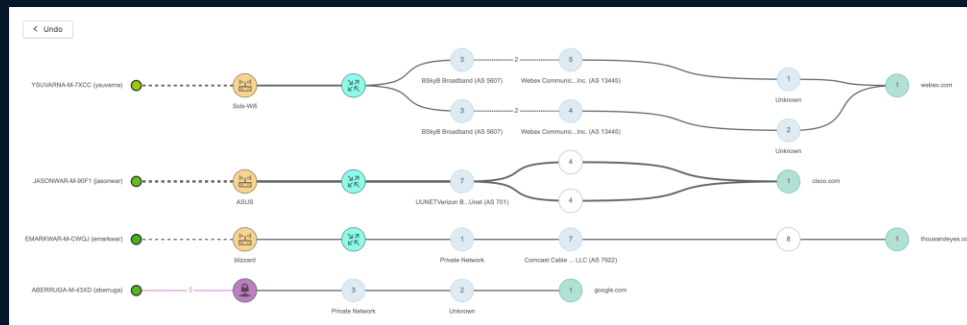 < Undo
3
2
5
BSkyB Broadband (AS 5607)
Webex Communic...Inc. (AS 13445)
1
Unknown
YSUVARNA-M-7XCC (ysuvarna)
Side-Wifi
1
webex.com
3
2
4
BSkyB Broadband (AS 5607)
Webex Communic...Inc. (AS 13445)
2
Unknown
4
JASONWAR-M-90F1 (jasonwar)
ASUS
7
UUNETVerizon B...Unet (AS 701)
1
cisco.com
4
EMARKWAR-M-CWQJ (emarkwar)
blizzard
1
Private Network
7
Comcast Cable ... LLC (AS 7922)
6
1
thousandeyes.co
ABERRUGA-M-43XD (aberruga)
3
Private Network
2
Unknown
1
google.com